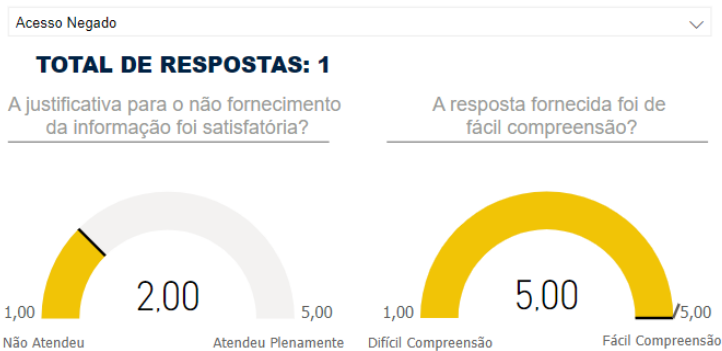 Acesso Negado
TOTAL DE RESPOSTAS: 1
A justificativa para o não fornecimento
da informação foi satisfatória?
A resposta fornecida foi de
fácil compreensão?
1,00
2,00
5,00
Não Atendeu
Atendeu Plenamente
1,00
5,00
5,00
Difícil Compreensão
Fácil Compreensão